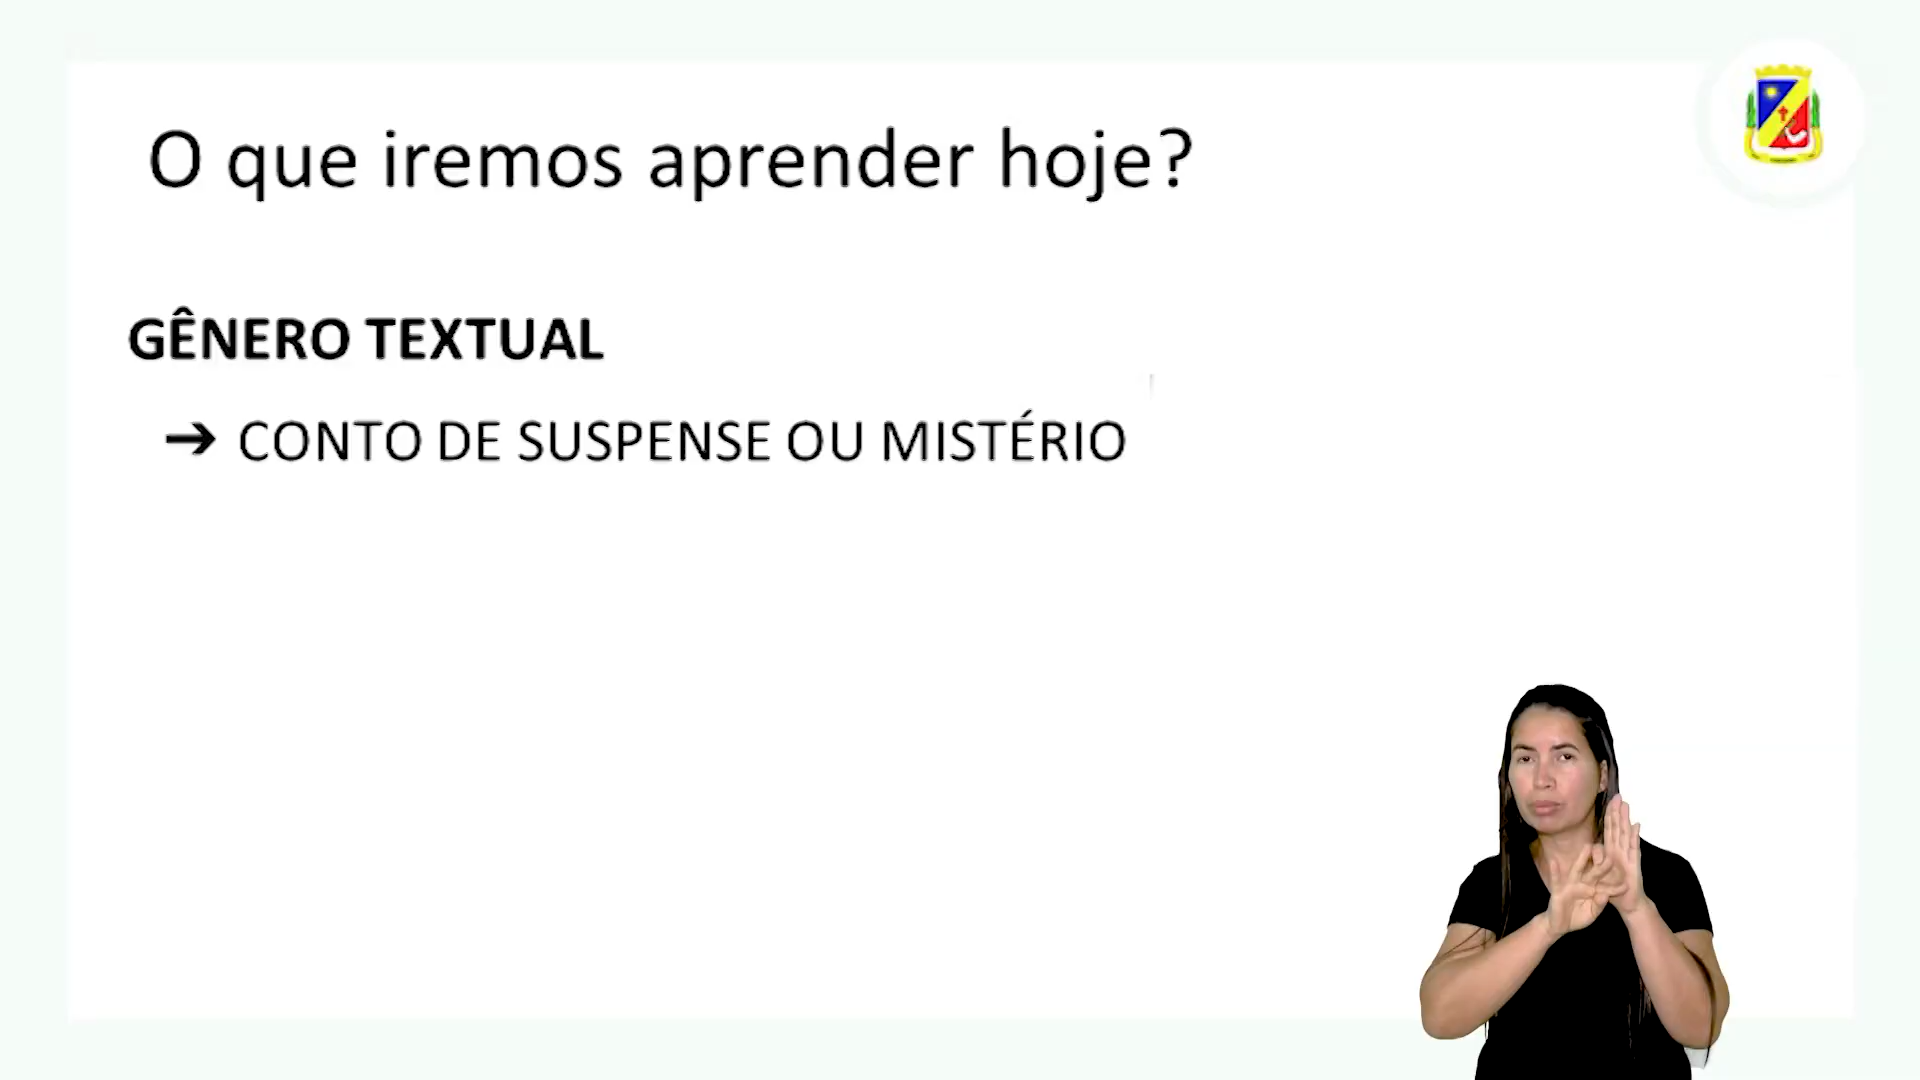 O que iremos aprender hoje?
GÊNERO TEXTUAL
➔ CONTO DE SUSPENSE OU MISTÉRIO